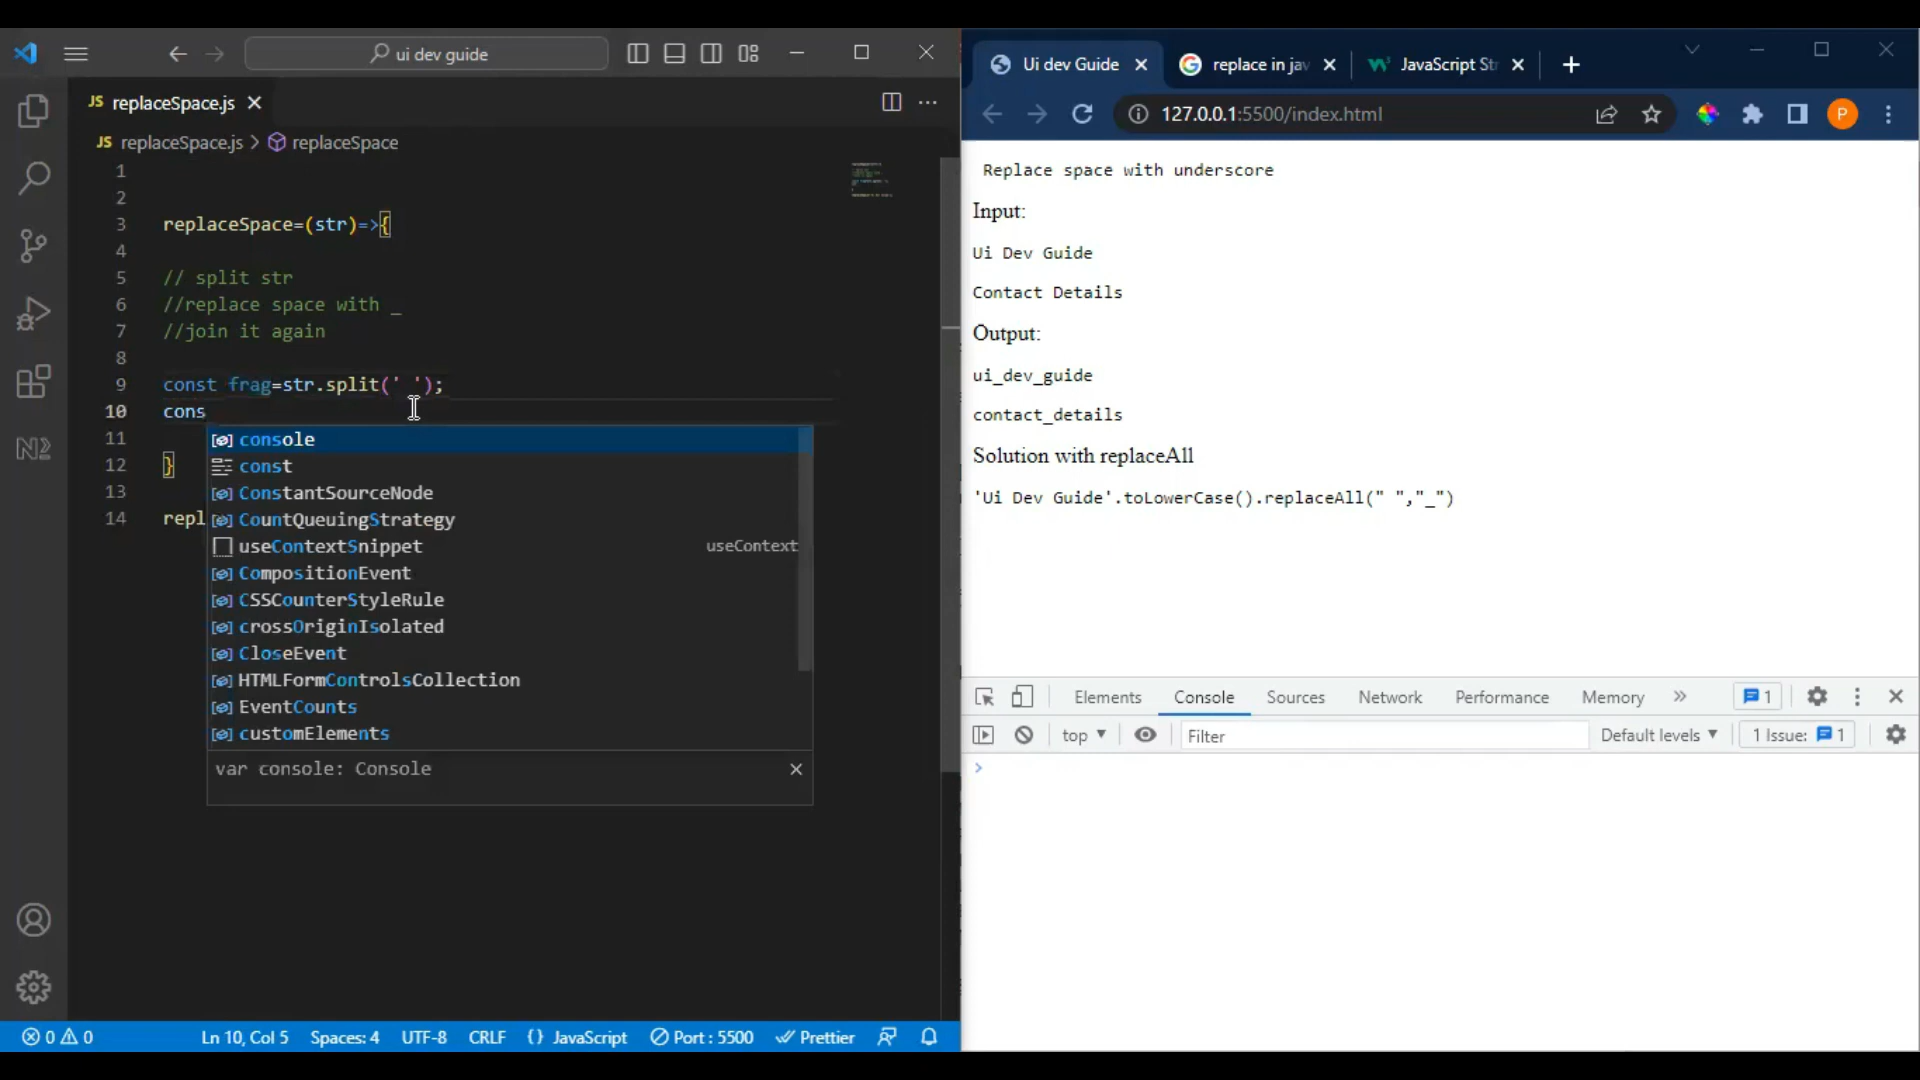 ui dev guide
JS replaceSpace.js
JS replaceSpace.js > replaceSpace
1
2
3 replaceSpace=(str)=>{
4
5 // split str
6 //replace space with _
7 //join it again
8
9 const frag=str.split(' ');
10 cons
11
12 }
13
14 repl
console
const
ConstantSourceNode
CountQueuingStrategy
useContextSnippet useContext
CompositionEvent
CSSCounterStyleRule
crossOriginIsolated
CloseEvent
HTMLFormControlsCollection
EventCounts
customElements
var console: Console
0 0 Ln 10, Col 5 Spaces: 4 UTF-8 CRLF {} JavaScript Port : 5500 Prettier
Ui dev Guide replace in jav JavaScript Str
127.0.0.1:5500/index.html P
Replace space with underscore
Input:
Ui Dev Guide
Contact Details
Output:
ui_dev_guide
contact_details
Solution with replaceAll
'Ui Dev Guide'.toLowerCase().replaceAll(" ","_")
Elements Console Sources Network Performance Memory » 1
top Filter Default levels 1 Issue: 1
>